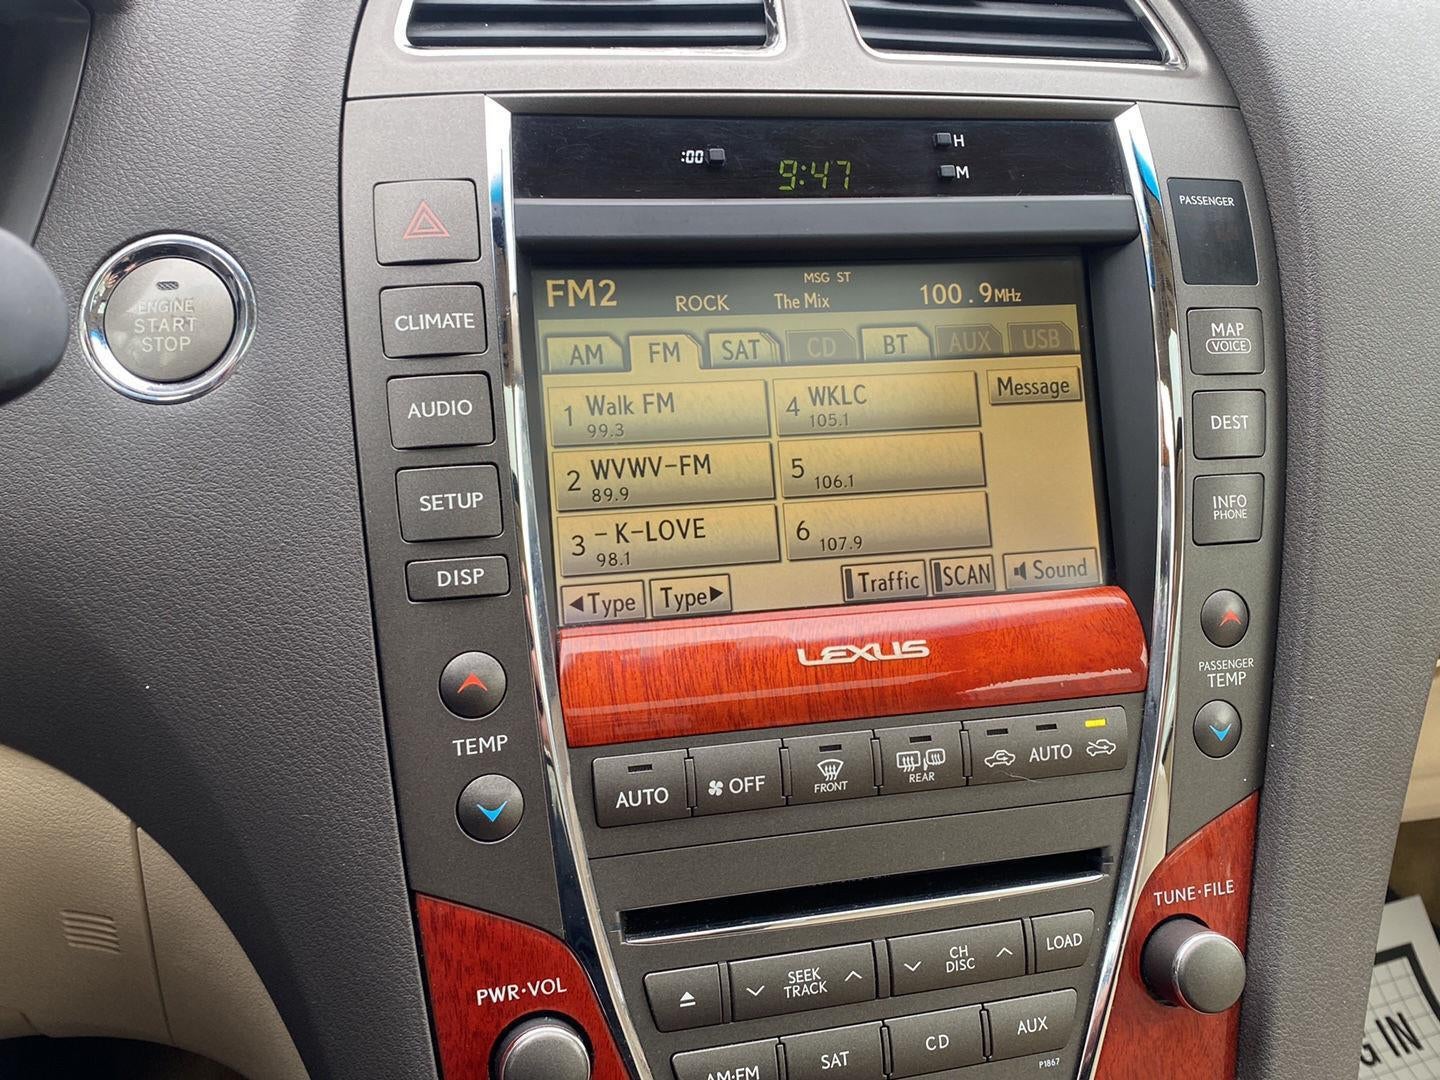 :00
9:47
H
M
PASSENGER
ENGINE
START
STOP
CLIMATE
AUDIO
SETUP
DISP
TEMP
FM2
ROCK
MSG ST
The Mix
100.9MHz
AM
FM
SAT
CD
BT
AUX
USB
1 Walk FM
99.3
4 WKLC
105.1
Message
2 WVWV-FM
89.9
5
106.1
3 - K-LOVE
98.1
6
107.9
◀Type
Type▶
Traffic
SCAN
Sound
MAP
VOICE
DEST
INFO
PHONE
PASSENGER
TEMP
LEXUS
AUTO
OFF
FRONT
REAR
AUTO
TUNE·FILE
PWR·VOL
SEEK
TRACK
CH
DISC
LOAD
AM·FM
SAT
CD
AUX
P1867
G IN